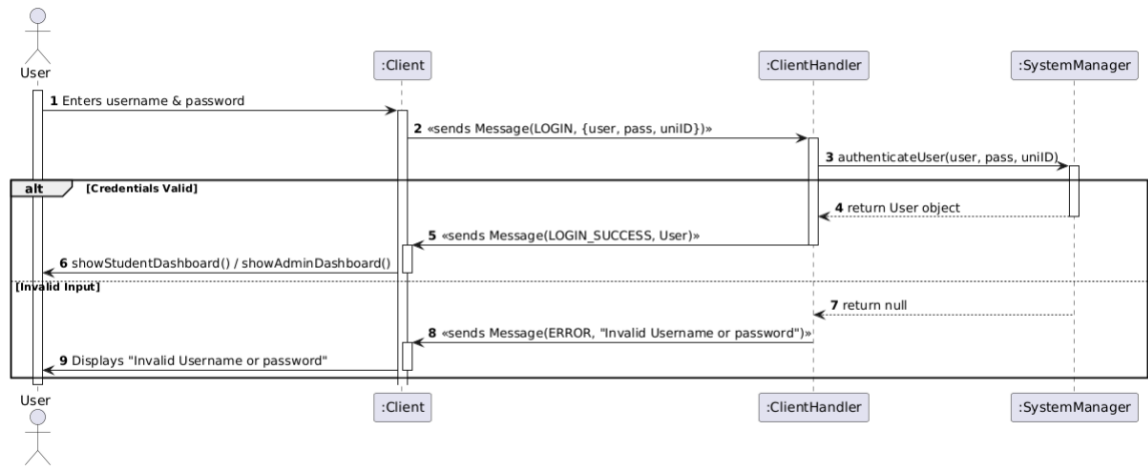 User
:Client
:ClientHandler
:SystemManager
1 Enters username & password
2 «sends Message(LOGIN, {user, pass, uniID})»
3 authenticateUser(user, pass, uniID)
alt [Credentials Valid]
4 return User object
5 «sends Message(LOGIN_SUCCESS, User)»
6 showStudentDashboard() / showAdminDashboard()
[Invalid Input]
7 return null
8 «sends Message(ERROR, "Invalid Username or password")»
9 Displays "Invalid Username or password"
User
:Client
:ClientHandler
:SystemManager